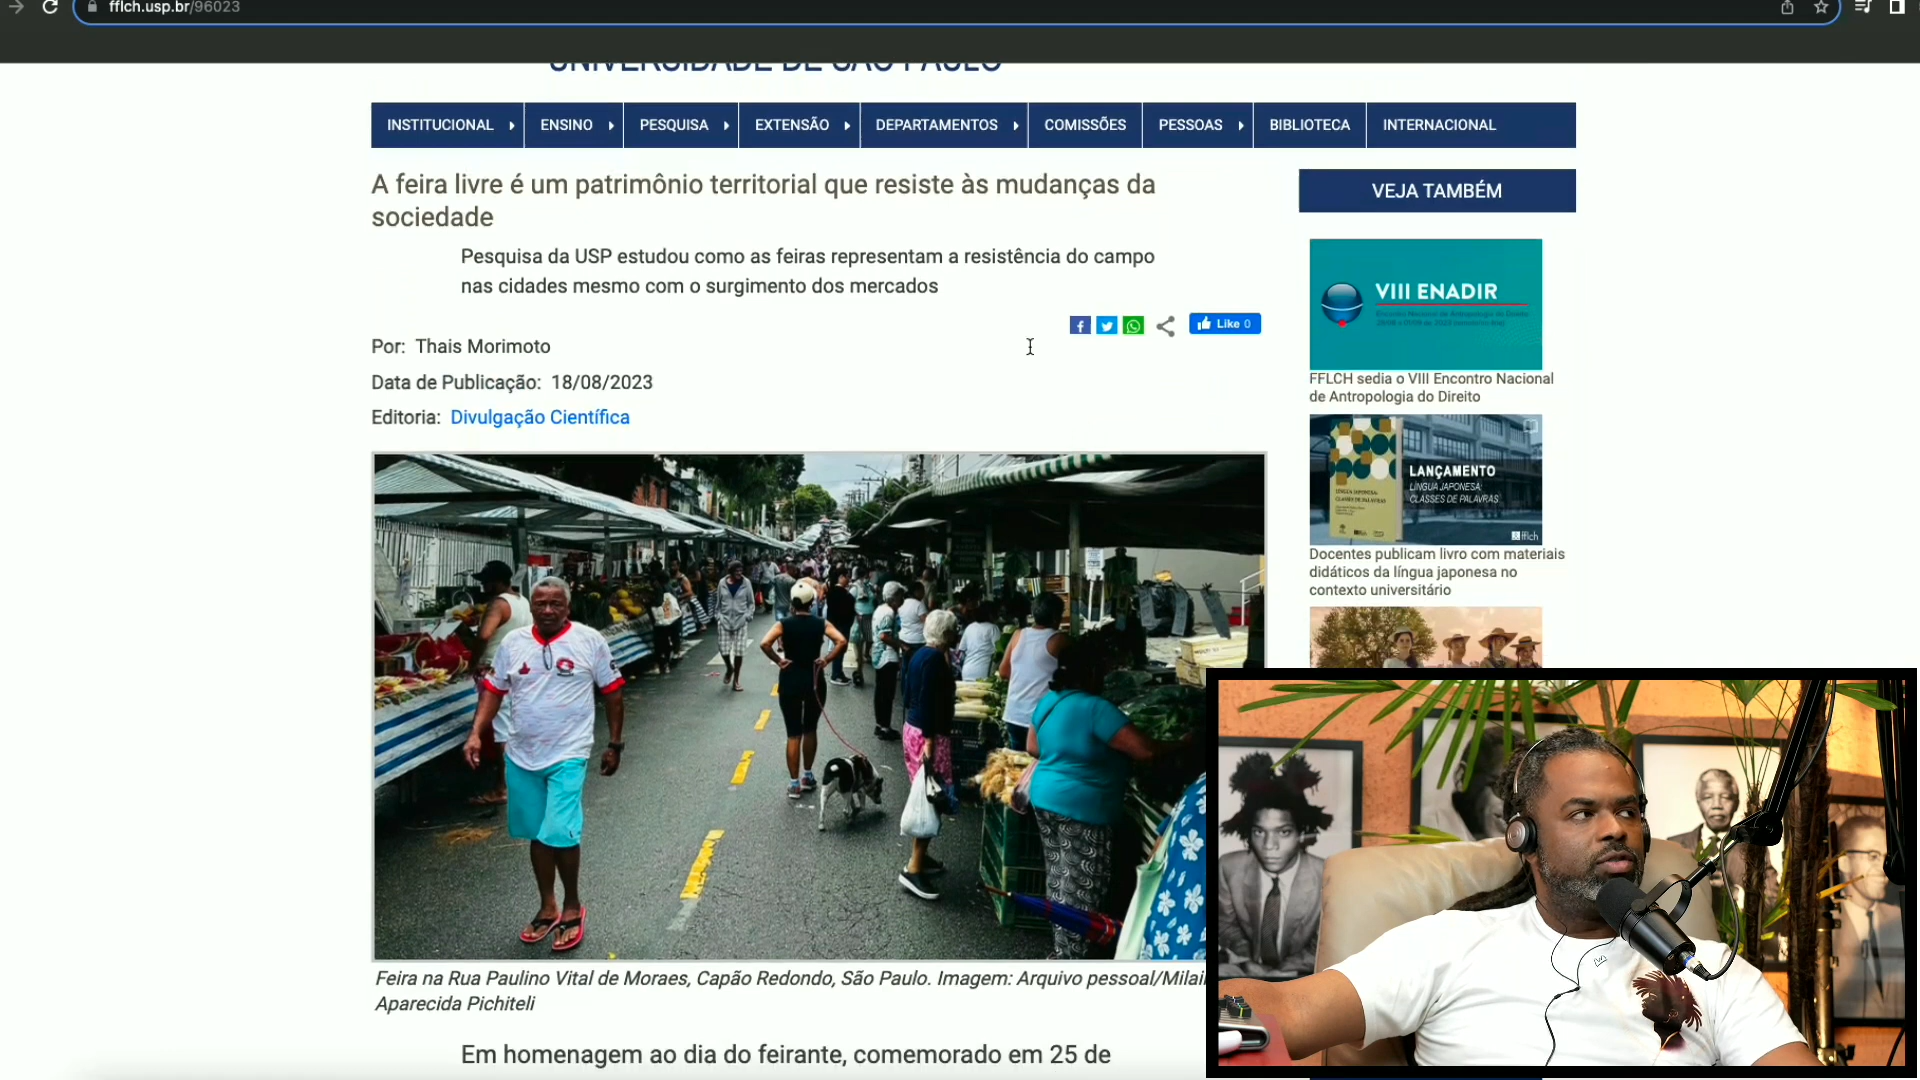 fflch.usp.br/96023
UNIVERSIDADE DE SÃO PAULO
INSTITUCIONAL ENSINO PESQUISA EXTENSÃO DEPARTAMENTOS COMISSÕES PESSOAS BIBLIOTECA INTERNACIONAL
A feira livre é um patrimônio territorial que resiste às mudanças da
sociedade
Pesquisa da USP estudou como as feiras representam a resistência do campo
nas cidades mesmo com o surgimento dos mercados
Like 0
Por: Thais Morimoto
Data de Publicação: 18/08/2023
Editoria: Divulgação Científica
Feira na Rua Paulino Vital de Moraes, Capão Redondo, São Paulo. Imagem: Arquivo pessoal/Milai
Aparecida Pichiteli
Em homenagem ao dia do feirante, comemorado em 25 de
VEJA TAMBÉM
VIII ENADIR
FFLCH sedia o VIII Encontro Nacional
de Antropologia do Direito
LANÇAMENTO
LÍNGUA JAPONESA:
CLASSES DE PALAVRAS
fflch
Docentes publicam livro com materiais
didáticos da língua japonesa no
contexto universitário